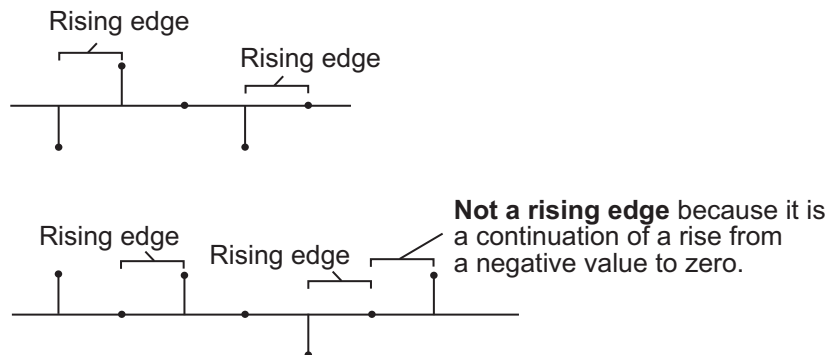 Rising edge
Rising edge
Rising edge
Rising edge
Not a rising edge because it is
a continuation of a rise from
a negative value to zero.